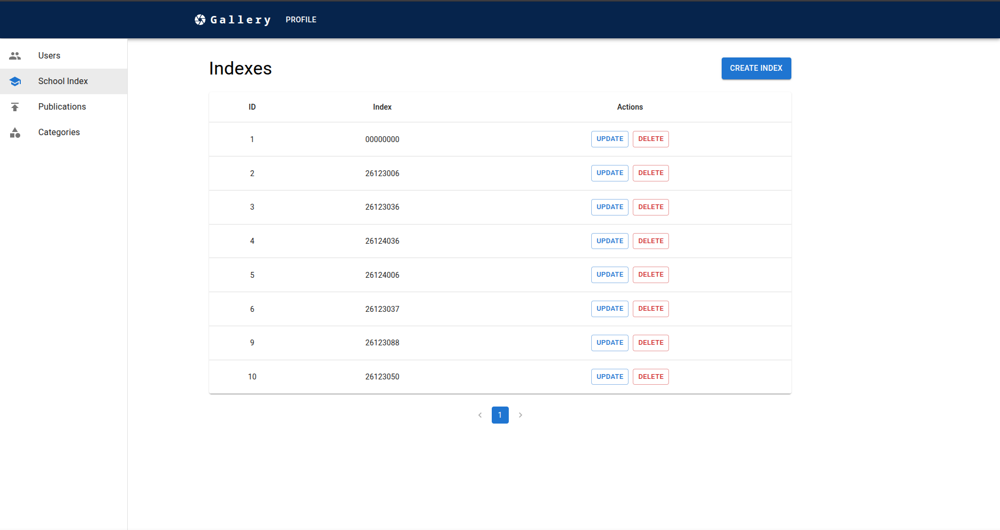 Gallery PROFILE
Users
School Index
Publications
Categories
Indexes CREATE INDEX
ID Index Actions
1 00000000 UPDATE DELETE
2 26123006 UPDATE DELETE
3 26123036 UPDATE DELETE
4 26124036 UPDATE DELETE
5 26124006 UPDATE DELETE
6 26123037 UPDATE DELETE
9 26123088 UPDATE DELETE
10 26123050 UPDATE DELETE
1